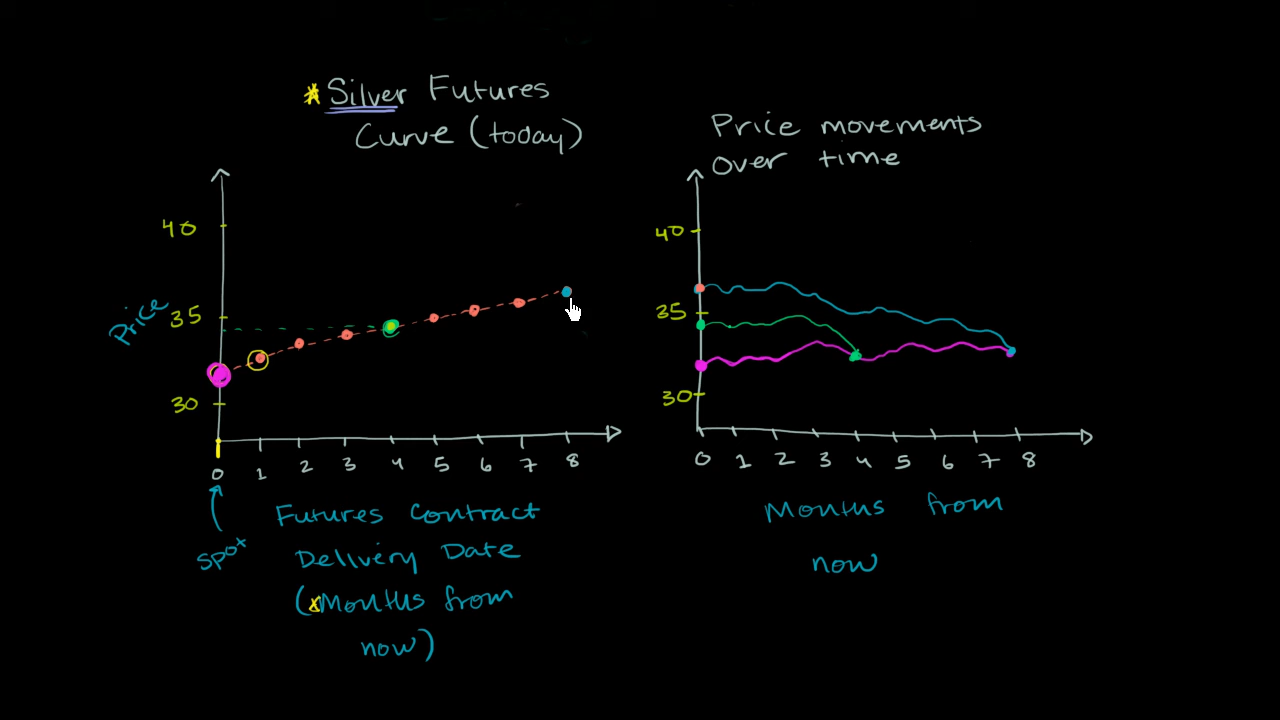 *Silver Futures
Curve (today)
Price movements
over time
40
35
30
Price
0 1 2 3 4 5 6 7 8
spot
Futures Contract
Delivery Date
(*Months from
now)
40
35
30
0 1 2 3 4 5 6 7 8
Months from
now